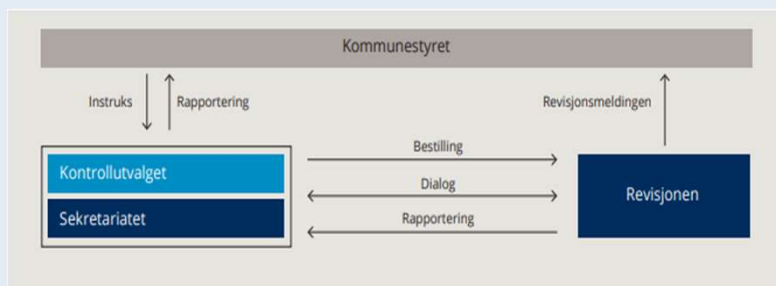 Kommunestyret
Instruks
Rapportering
Revisjonsmeldingen
Bestilling
Kontrollutvalget
Dialog
Revisjonen
Sekretariatet
Rapportering